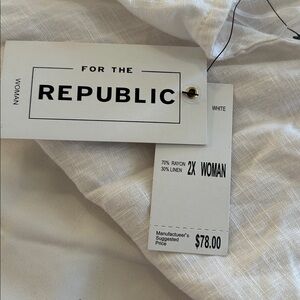 WOMAN
FOR THE
REPUBLIC
WHITE
70% RAYON
30% LINEN
2X WOMAN
Manufacturer's
Suggested
Price
$78.00